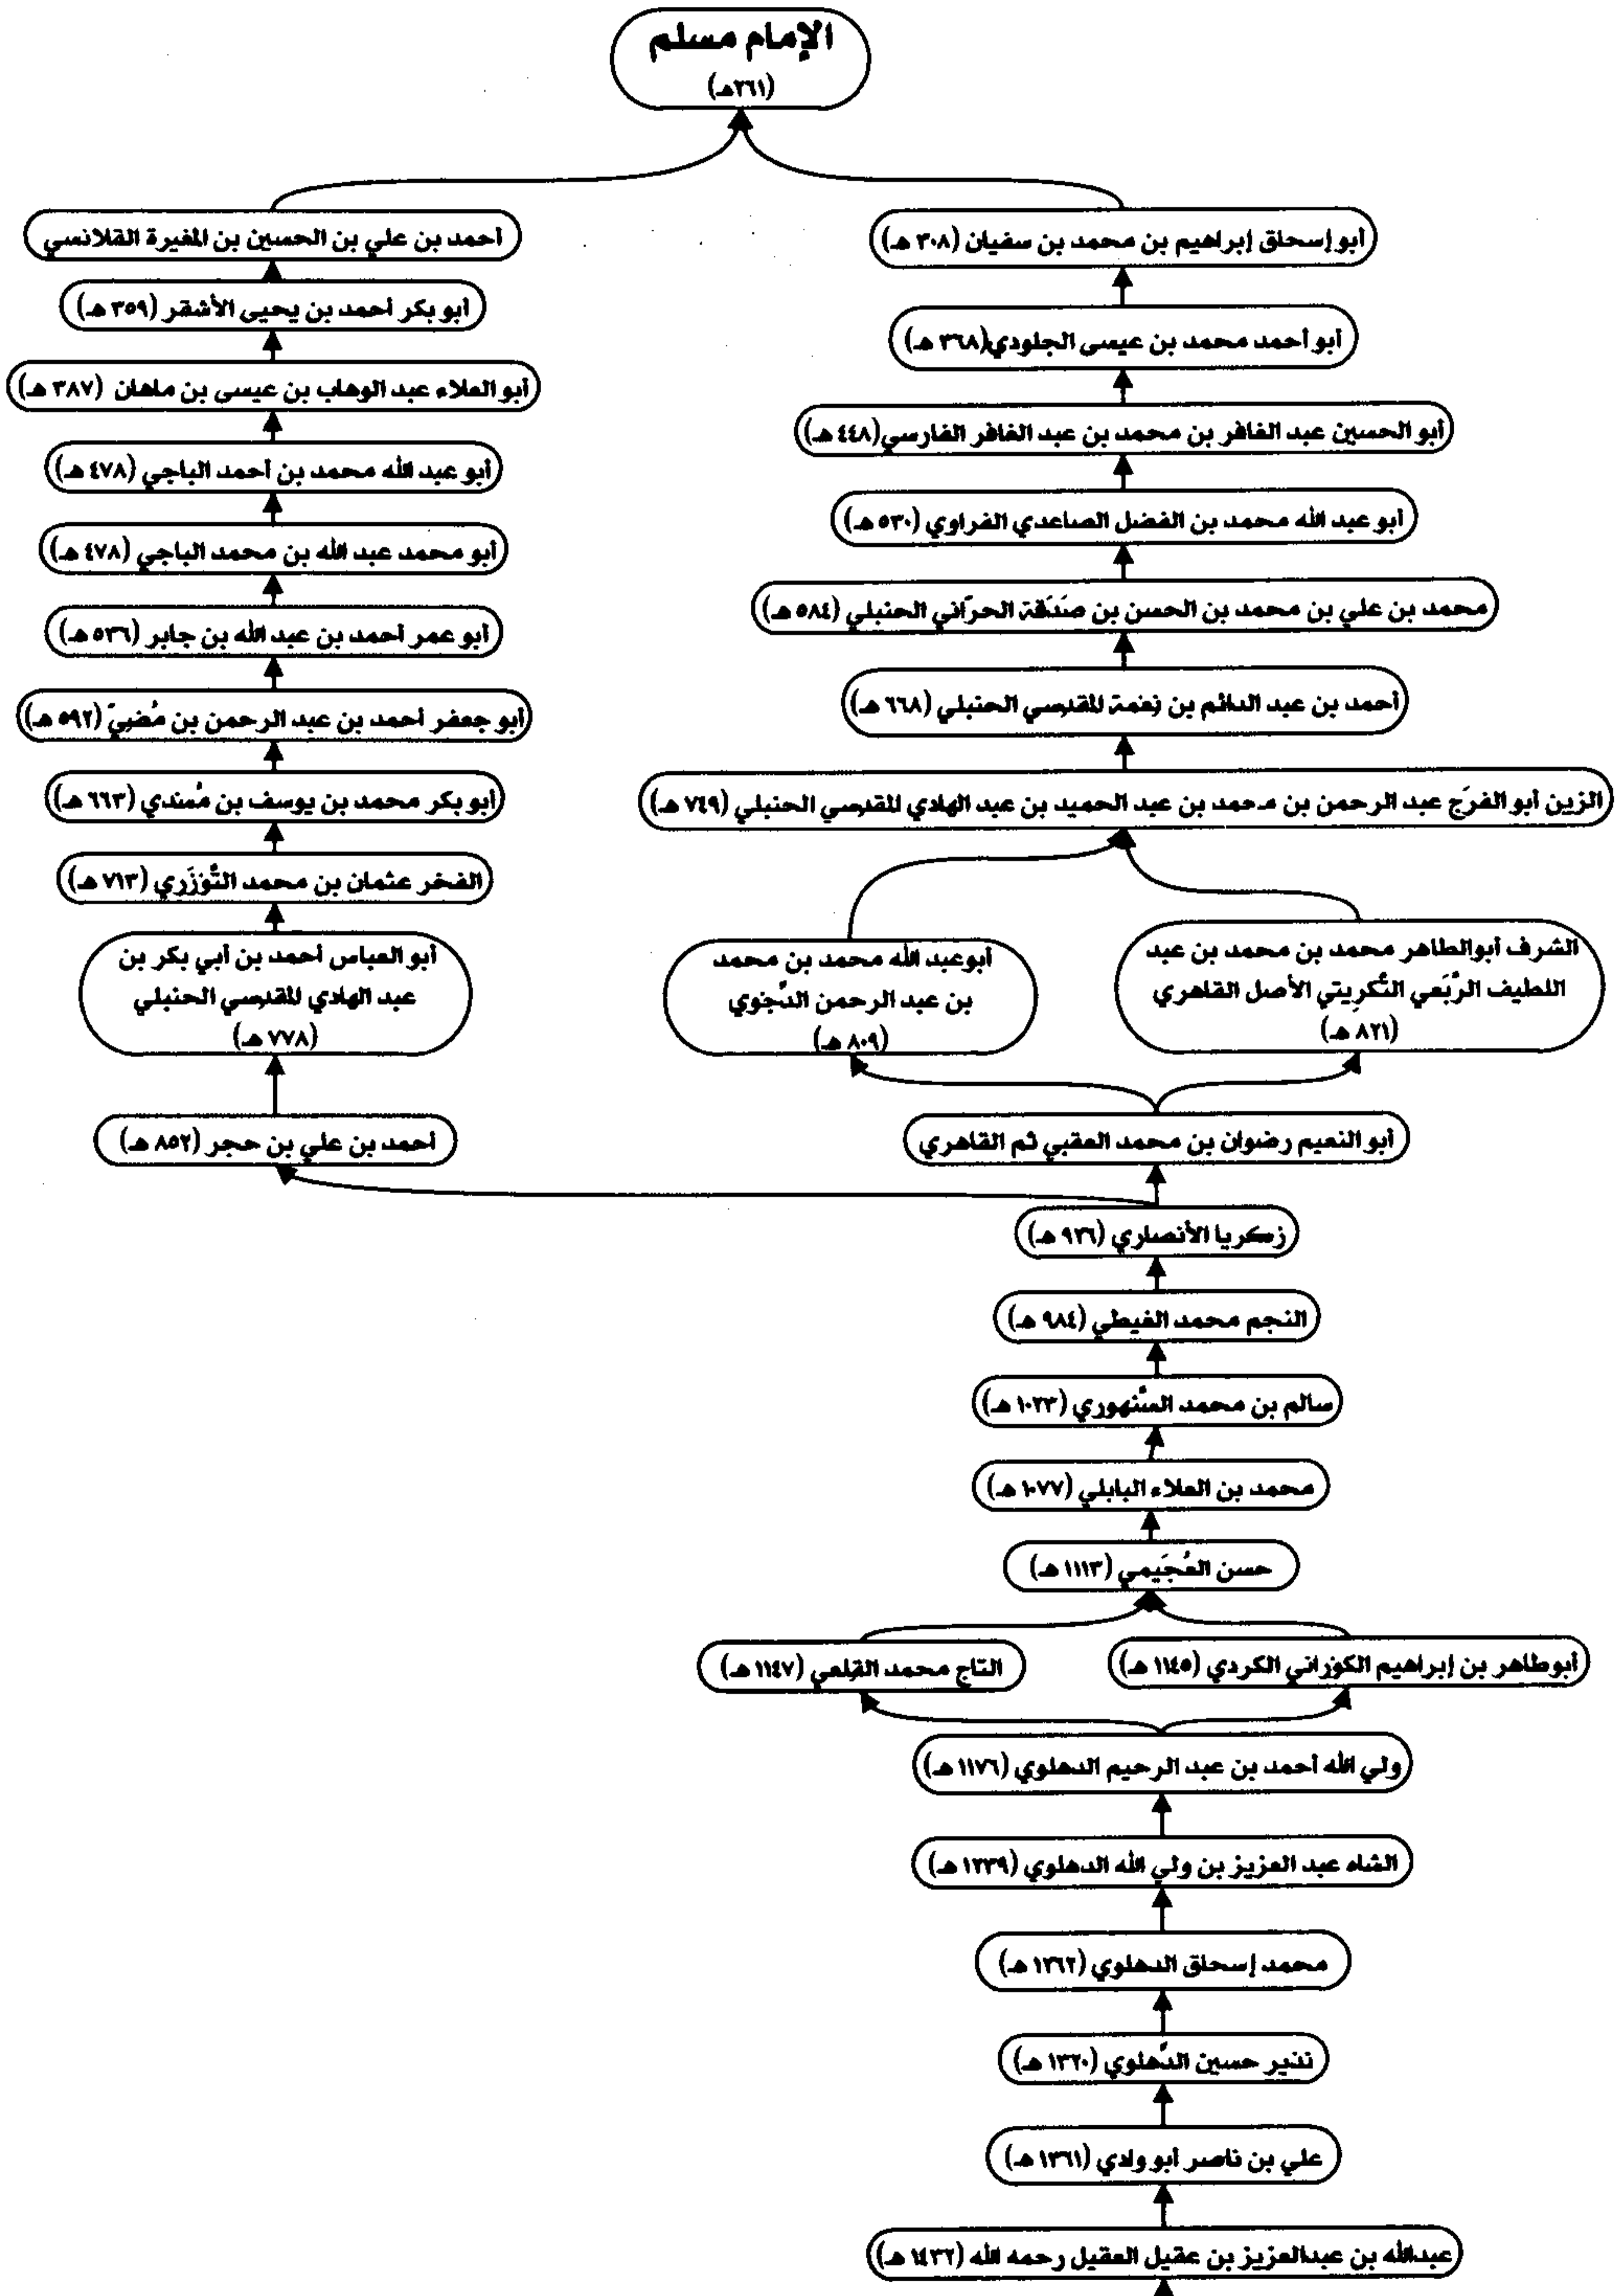 الإمام مسلم
(٢٦١هـ)
أبو إسحاق إبراهيم بن محمد بن سفيان (٣٠٨ هـ)
أحمد بن علي بن الحسين بن المغيرة القلانسي
أبو بكر أحمد بن يحيى الأشقر (٣٥٩ هـ)
أبو أحمد محمد بن عيسى الجلودي(٣٦٨ هـ)
أبو العلاء عبد الوهاب بن عيسى بن ماهان (٣٨٧ هـ)
أبو الحسين عبد الغافر بن محمد بن عبد الغافر الفارسي(٤٤٨ هـ)
أبو عبد الله محمد بن أحمد الباجي (٤٧٨ هـ)
أبو عبد الله محمد بن الفضل الصاعدي الفراوي (٥٣٠ هـ)
أبو محمد عبد الله بن محمد الباجي (٤٧٨ هـ)
محمد بن علي بن محمد بن الحسن بن صَدَقة الحرّاني الحنبلي (٥٨٤ هـ)
أبو عمر أحمد بن عبد الله بن جابر (٥٣٦ هـ)
أحمد بن عبد الدائم بن نِعْمة المقدسي الحنبلي (٦٦٨ هـ)
أبو جعفر أحمد بن عبد الرحمن بن مُضَيّ (٥٩٢ هـ)
الزين أبو الفرَج عبد الرحمن بن محمد بن عبد الحميد بن عبد الهادي المقدسي الحنبلي (٧٤٩ هـ)
أبو بكر محمد بن يوسف بن مُسْدي (٦٦٣ هـ)
الفخر عثمان بن محمد التَّوْزَري (٧١٣ هـ)
الشرف أبوالطاهر محمد بن محمد بن عبد
اللطيف الرَّبَعي التَّكرِيتي الأصل القاهري
(٨٢١ هـ)
أبوعبد الله محمد بن محمد
بن عبد الرحمن الدِّجْوي
(٨٠٩ هـ)
أبو العباس أحمد بن أبي بكر بن
عبد الهادي المقدسي الحنبلي
(٧٧٨ هـ)
أبو النعيم رضوان بن محمد العقبي ثم القاهري
أحمد بن علي بن حجر (٨٥٢ هـ)
زكريا الأنصاري (٩٢٦ هـ)
النجم محمد الغيطي (٩٨٤ هـ)
سالم بن محمد السَّنْهوري (١٠٢٣ هـ)
محمد بن العلاء البابلي (١٠٧٧ هـ)
حسن العُجَيمي (١١١٣ هـ)
أبوطاهر بن إبراهيم الكوْراني الكردي (١١٤٥ هـ)
التاج محمد القلعي (١١٤٧ هـ)
ولي الله أحمد بن عبد الرحيم الدهلوي (١١٧٦ هـ)
الشاه عبد العزيز بن ولي الله الدهلوي (١٢٣٩ هـ)
محمد إسحاق الدهلوي (١٢٦٢ هـ)
نذير حسين الدِّهلوي (١٣٢٠ هـ)
علي بن ناصر أبو وادي (١٣٦١ هـ)
عبدالله بن عبدالعزيز بن عقيل العقيل رحمه الله (١٤٣٢ هـ)